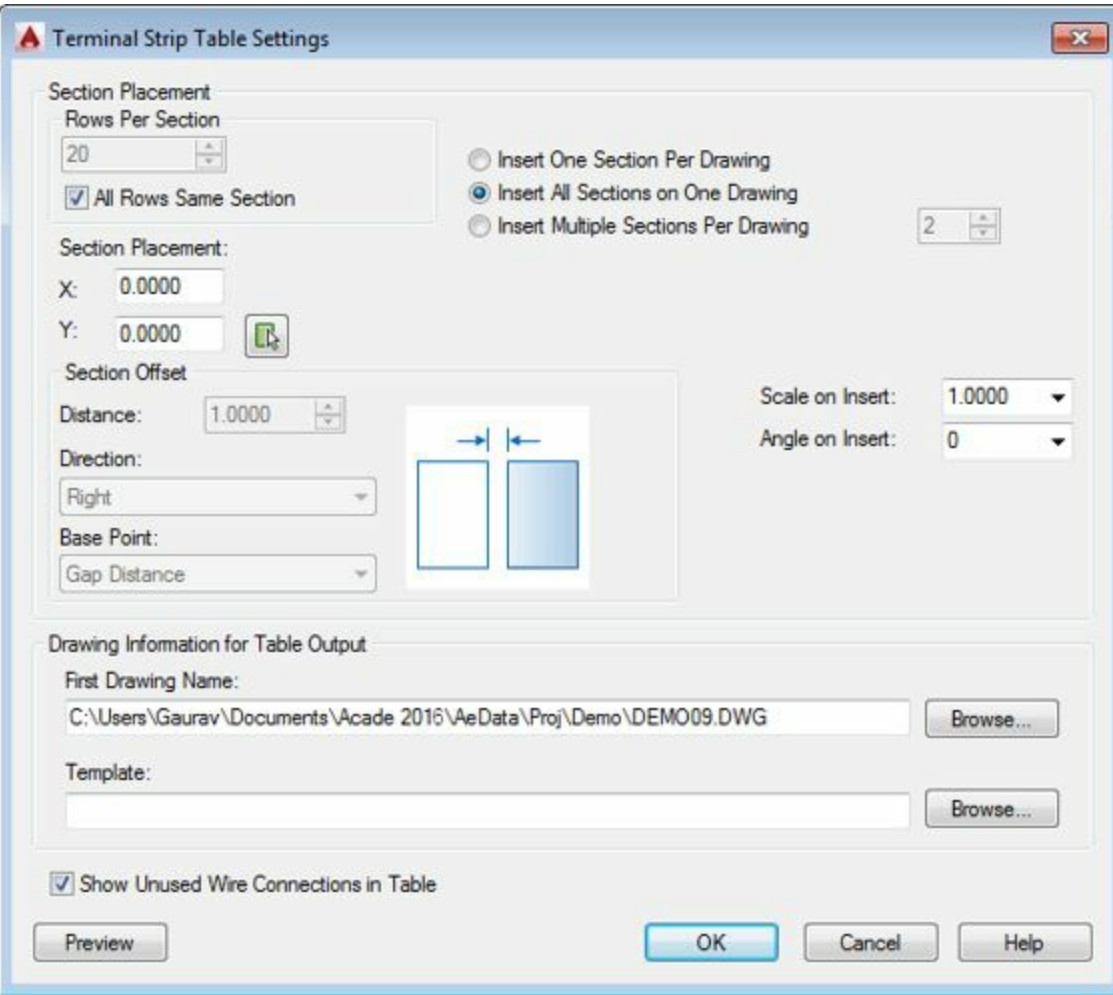 Terminal Strip Table Settings
Section Placement
Rows Per Section
20
All Rows Same Section
Insert One Section Per Drawing
Insert All Sections on One Drawing
Insert Multiple Sections Per Drawing
2
Section Placement:
X:
0.0000
Y:
0.0000
Section Offset
Distance:
1.0000
Direction:
Right
Base Point:
Gap Distance
Scale on Insert:
1.0000
Angle on Insert:
0
Drawing Information for Table Output
First Drawing Name:
C:\Users\Gaurav\Documents\Acade 2016\AeData\Proj\Demo\DEMO09.DWG
Browse...
Template:
Browse...
Show Unused Wire Connections in Table
Preview
OK
Cancel
Help